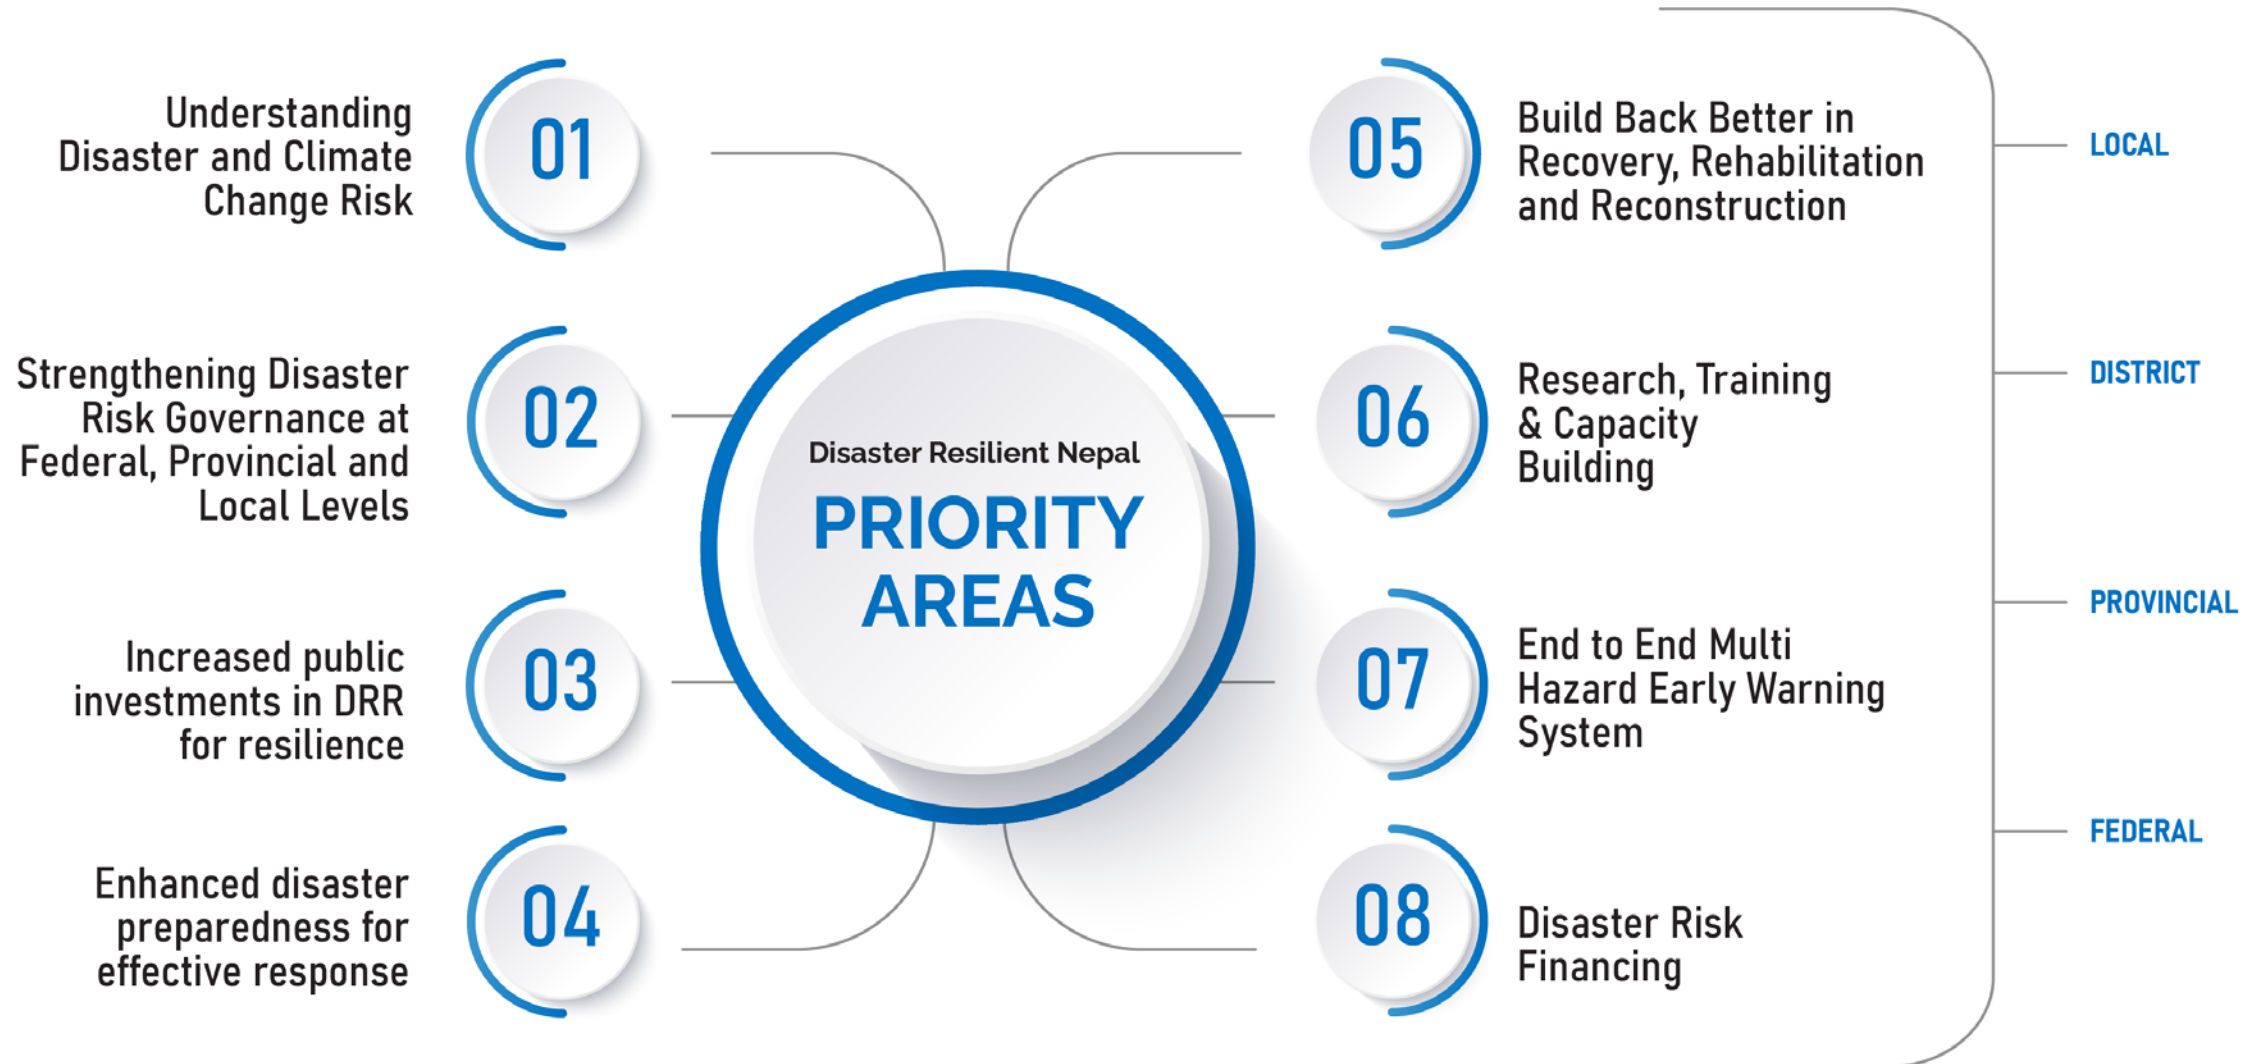 Understanding
Disaster and Climate
Change Risk
01
Strengthening Disaster
Risk Governance at
Federal, Provincial and
Local Levels
02
Increased public
investments in DRR
for resilience
03
Enhanced disaster
preparedness for
effective response
04
Disaster Resilient Nepal
PRIORITY
AREAS
05
Build Back Better in
Recovery, Rehabilitation
and Reconstruction
06
Research, Training
& Capacity
Building
07
End to End Multi
Hazard Early Warning
System
08
Disaster Risk
Financing
LOCAL
DISTRICT
PROVINCIAL
FEDERAL